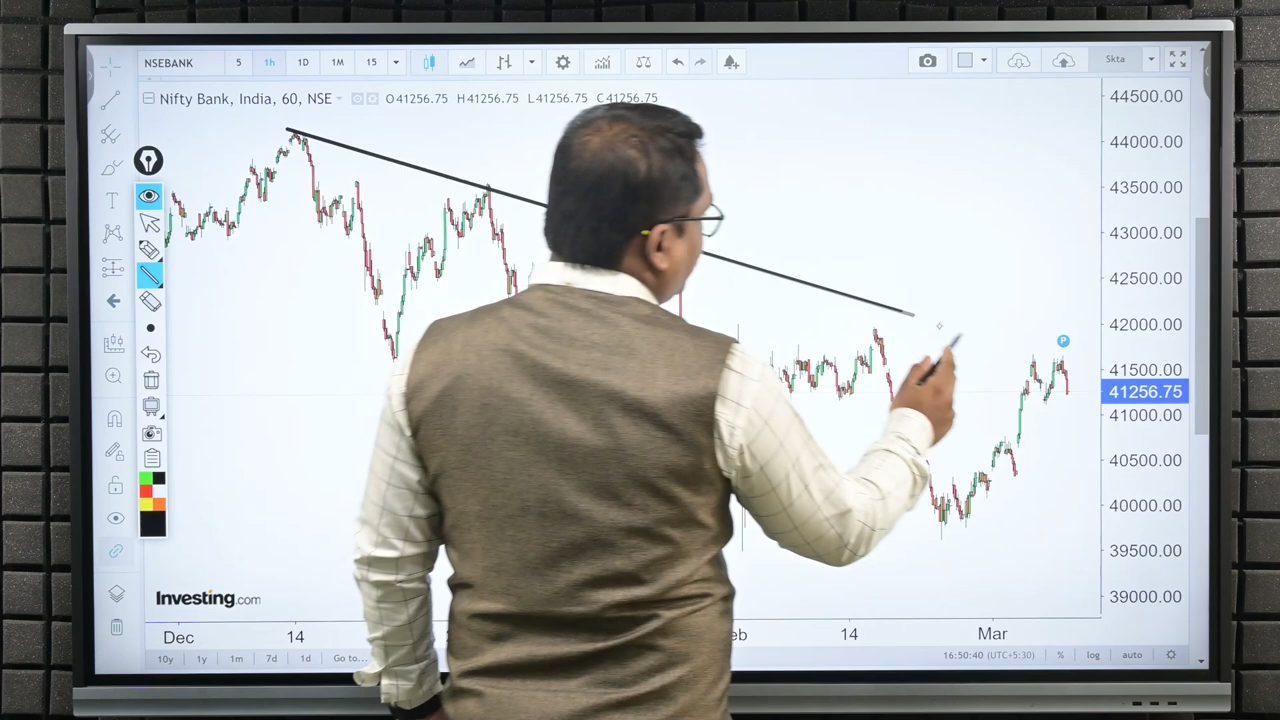 NSEBANK 5 1h 1D 1M 15 5kta
Nifty Bank, India, 60, NSE O41256.75 H41256.75 L41256.75 C41256.75
44500.00
44000.00
43500.00
43000.00
42500.00
42000.00
P
41500.00
41256.75
41000.00
40500.00
40000.00
39500.00
39000.00
Investing.com
Dec 14 eb 14 Mar
10y 1y 1m 7d 1d Go to... 16:50:40 (UTC+5:30) % log auto